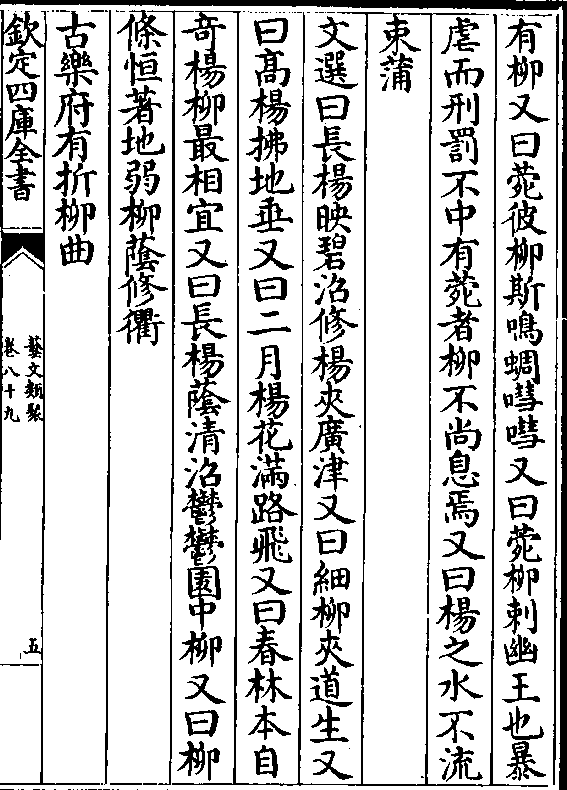 有柳又曰菀彼柳斯鳴蜩嘒嘒又曰菀柳刺幽王也暴
虐而刑罰不中有菀者柳不尚息焉又曰楊之水不流
束蒲
文選曰長楊映碧沼修楊夾廣津又曰細柳夾道生又
曰髙楊拂地垂又曰二月楊花滿路飛又曰春林本自
竒楊柳最相宜又曰長楊蔭清沼鬱鬱園中柳又曰柳
條恒著地弱柳蔭修衢
古樂府有折柳曲
欽定四庫全書
藝文類聚
卷八十九
五